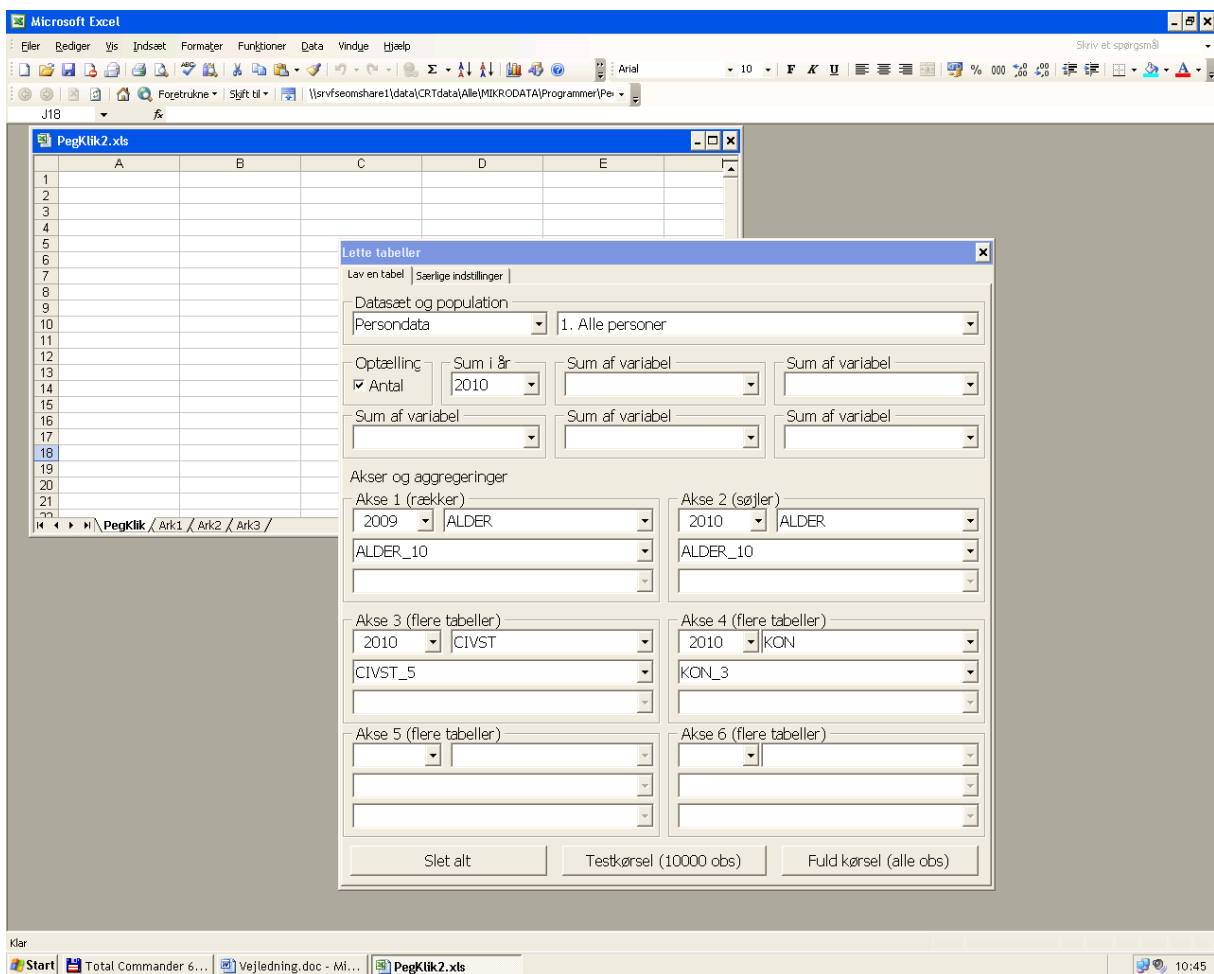 Microsoft Excel
Filer Rediger Vis Indsæt Formater Funktioner Data Vindue Hjælp Skriv et spørgsmål
Arial 10 F K U % 000
Foretrukne Skift til \\srvfseomshare1\data\CRTdata\Alle\MIKRODATA\Programmer\Pe
J18 fx
PegKlik2.xls
A B C D E
1
2
3
4
5
6
7
8
9
10
11
12
13
14
15
16
17
18
19
20
21
22
PegKlik Ark1 Ark2 Ark3
Lette tabeller
Lav en tabel Særlige indstillinger
Datasæt og population
Persondata 1. Alle personer
Optælling Sum i år Sum af variabel Sum af variabel
Antal 2010
Sum af variabel Sum af variabel Sum af variabel
Akser og aggregeringer
Akse 1 (rækker) Akse 2 (søjler)
2009 ALDER 2010 ALDER
ALDER_10 ALDER_10
Akse 3 (flere tabeller) Akse 4 (flere tabeller)
2010 CIVST 2010 KON
CIVST_5 KON_3
Akse 5 (flere tabeller) Akse 6 (flere tabeller)
Slet alt Testkørsel (10000 obs) Fuld kørsel (alle obs)
Klar
Start Total Commander 6... Vejledning.doc - Mi... PegKlik2.xls 10:45